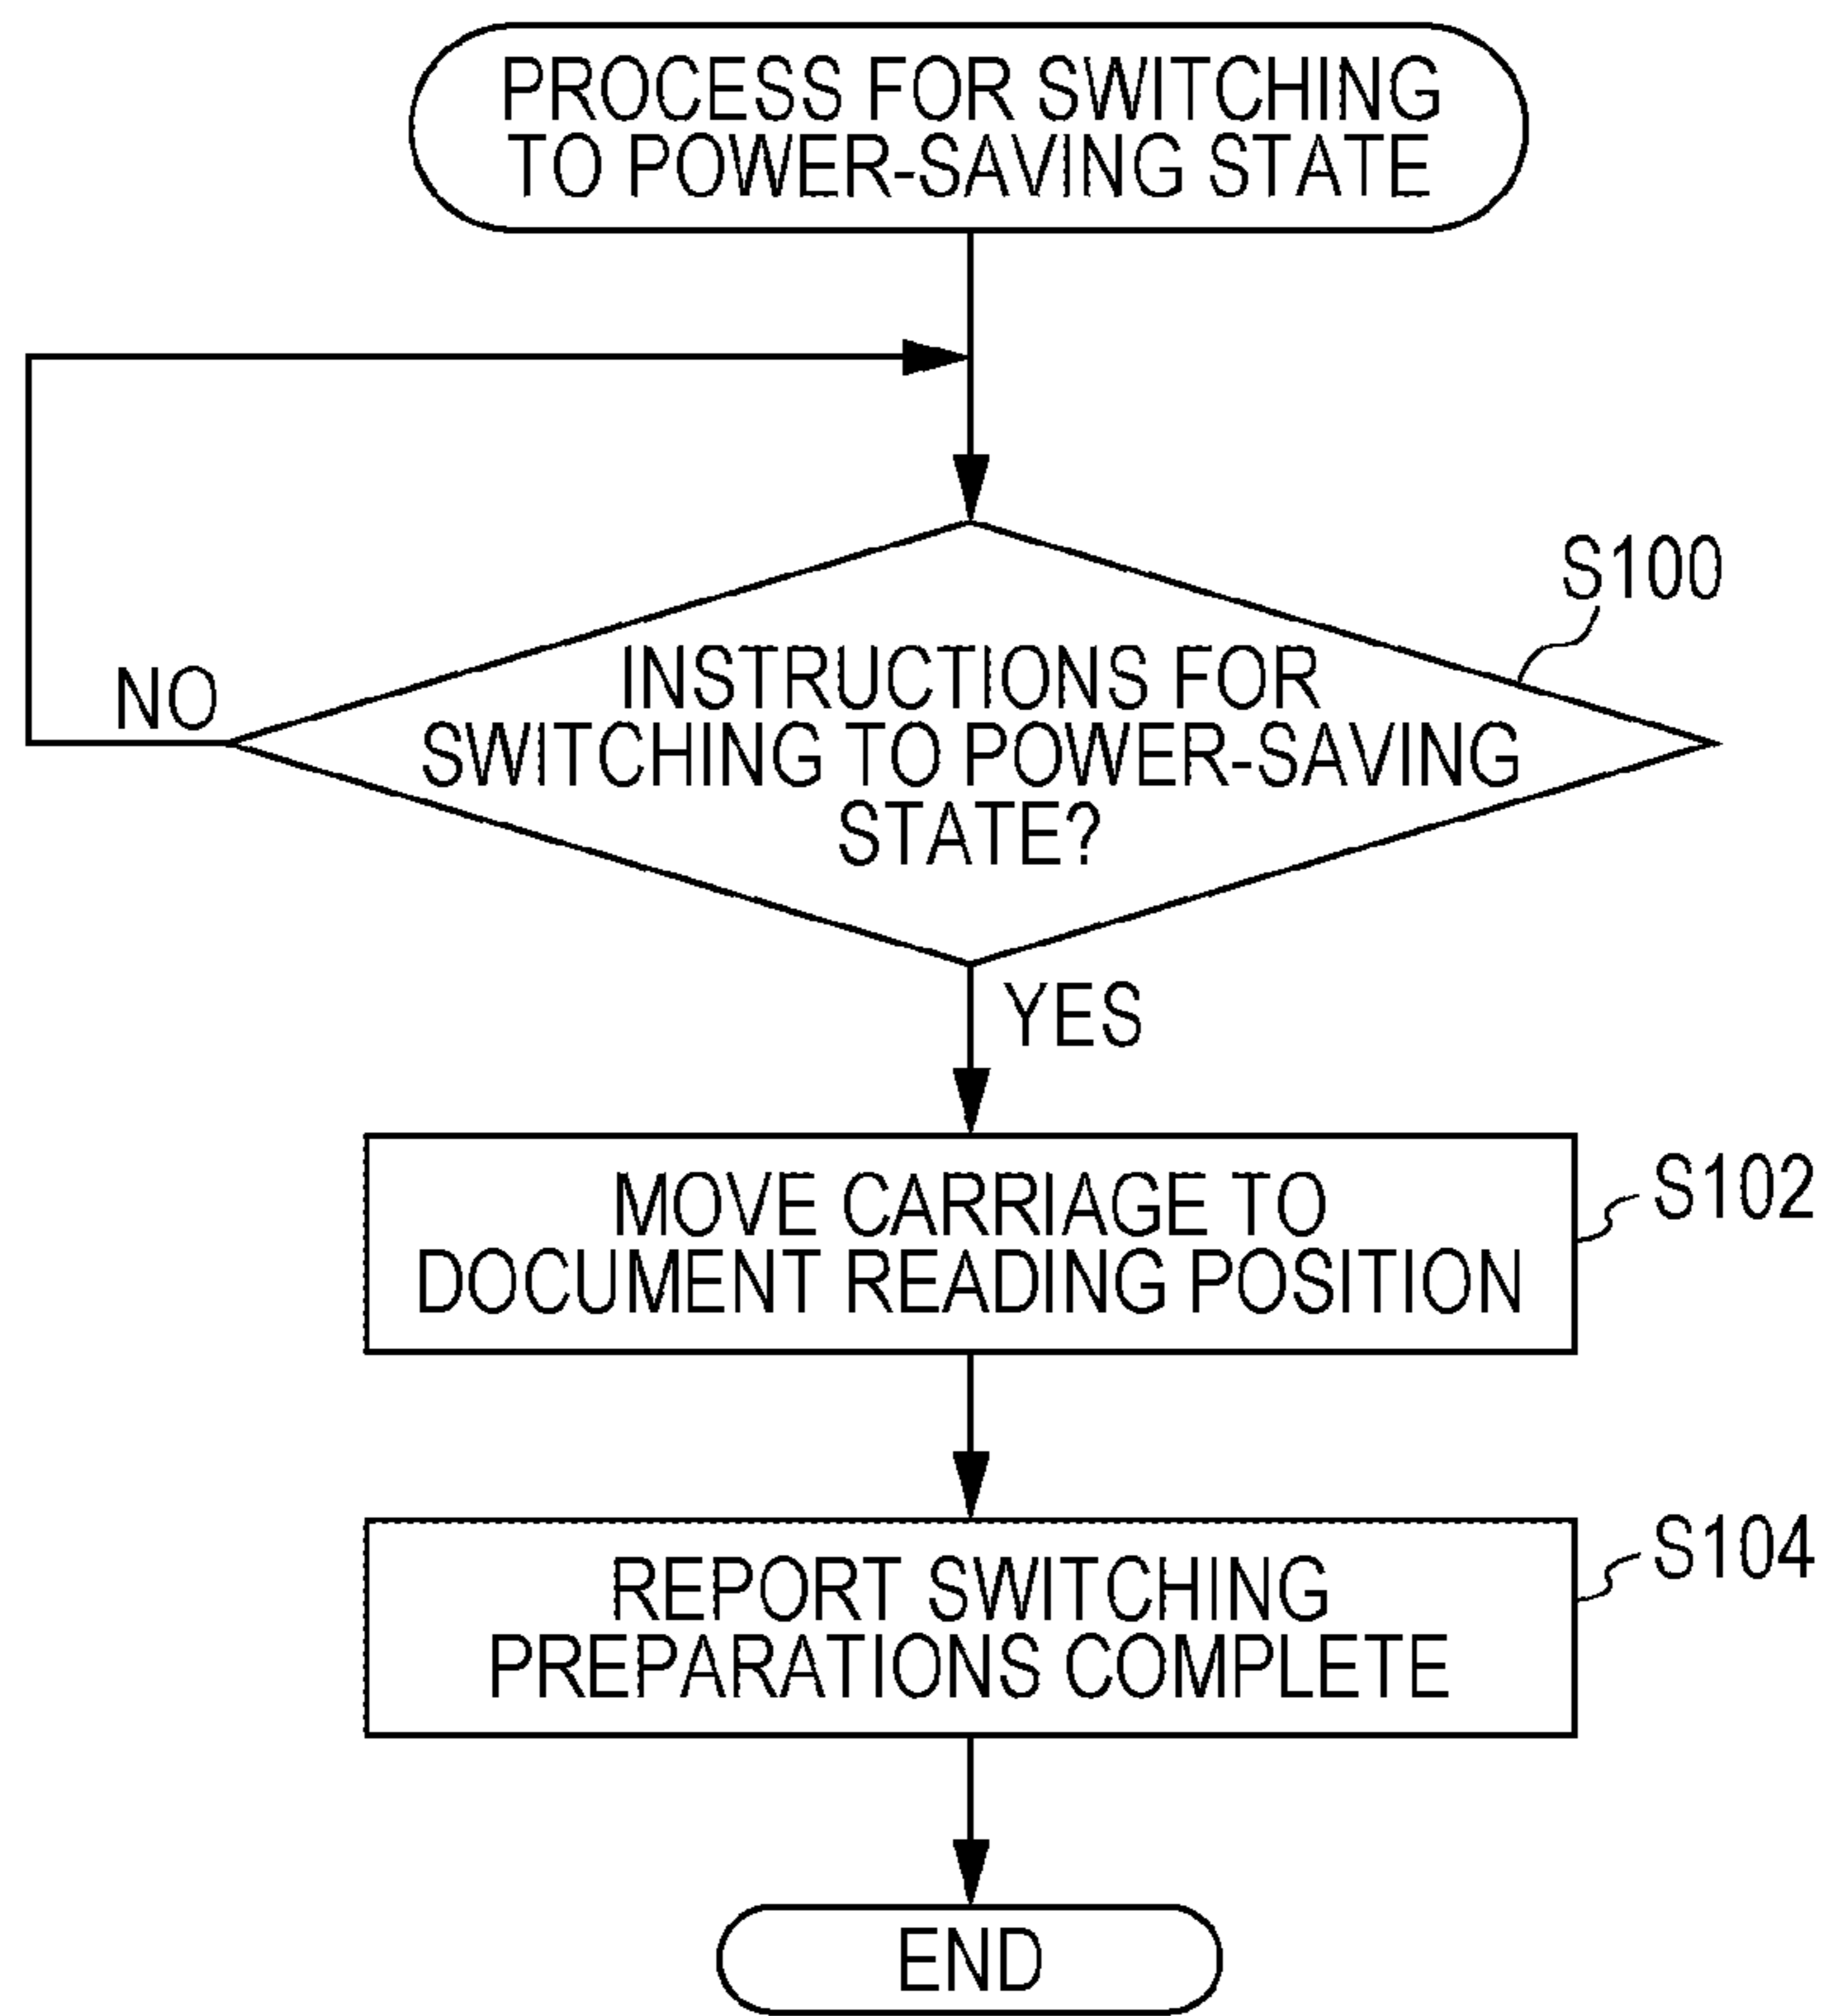 PROCESS FOR SWITCHING
TO POWER-SAVING STATE
S100
INSTRUCTIONS FOR
SWITCHING TO POWER-SAVING
STATE?
NO
YES
MOVE CARRIAGE TO
DOCUMENT READING POSITION
S102
REPORT SWITCHING
PREPARATIONS COMPLETE
S104
END